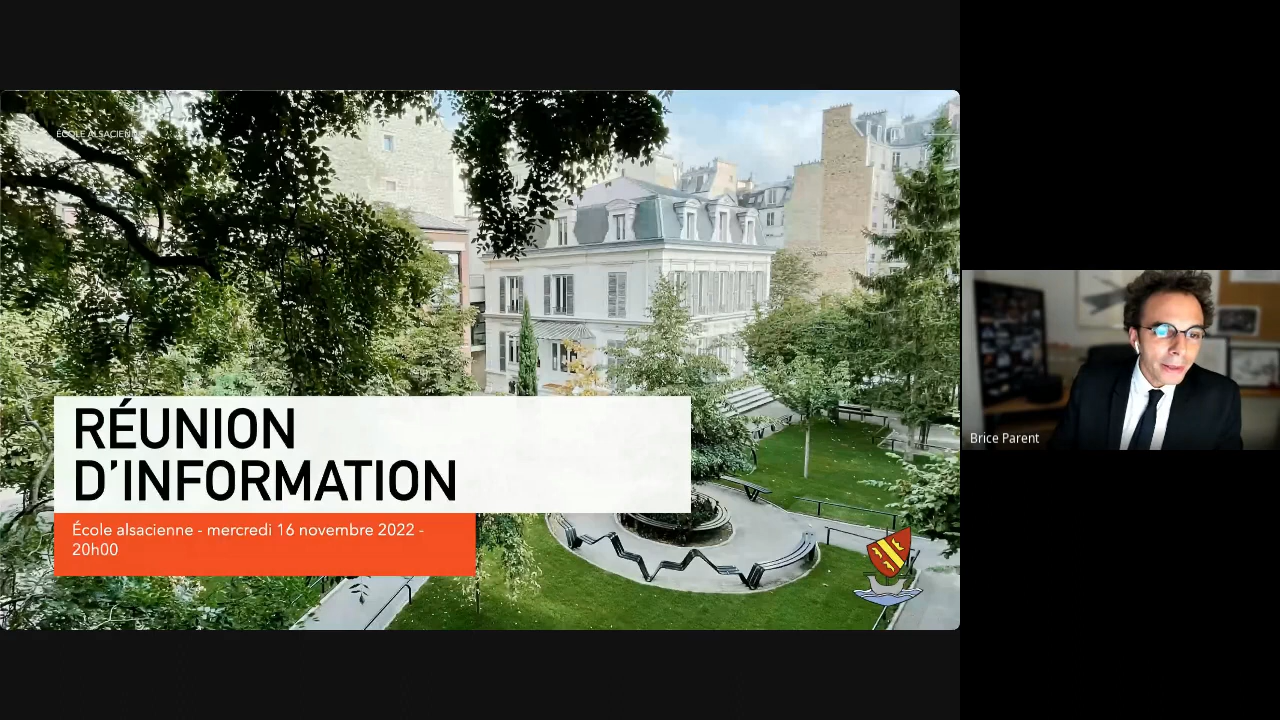 ÉCOLE ALSACIENNE
RÉUNION
D'INFORMATION
École alsacienne - mercredi 16 novembre 2022 -
20h00
Brice Parent